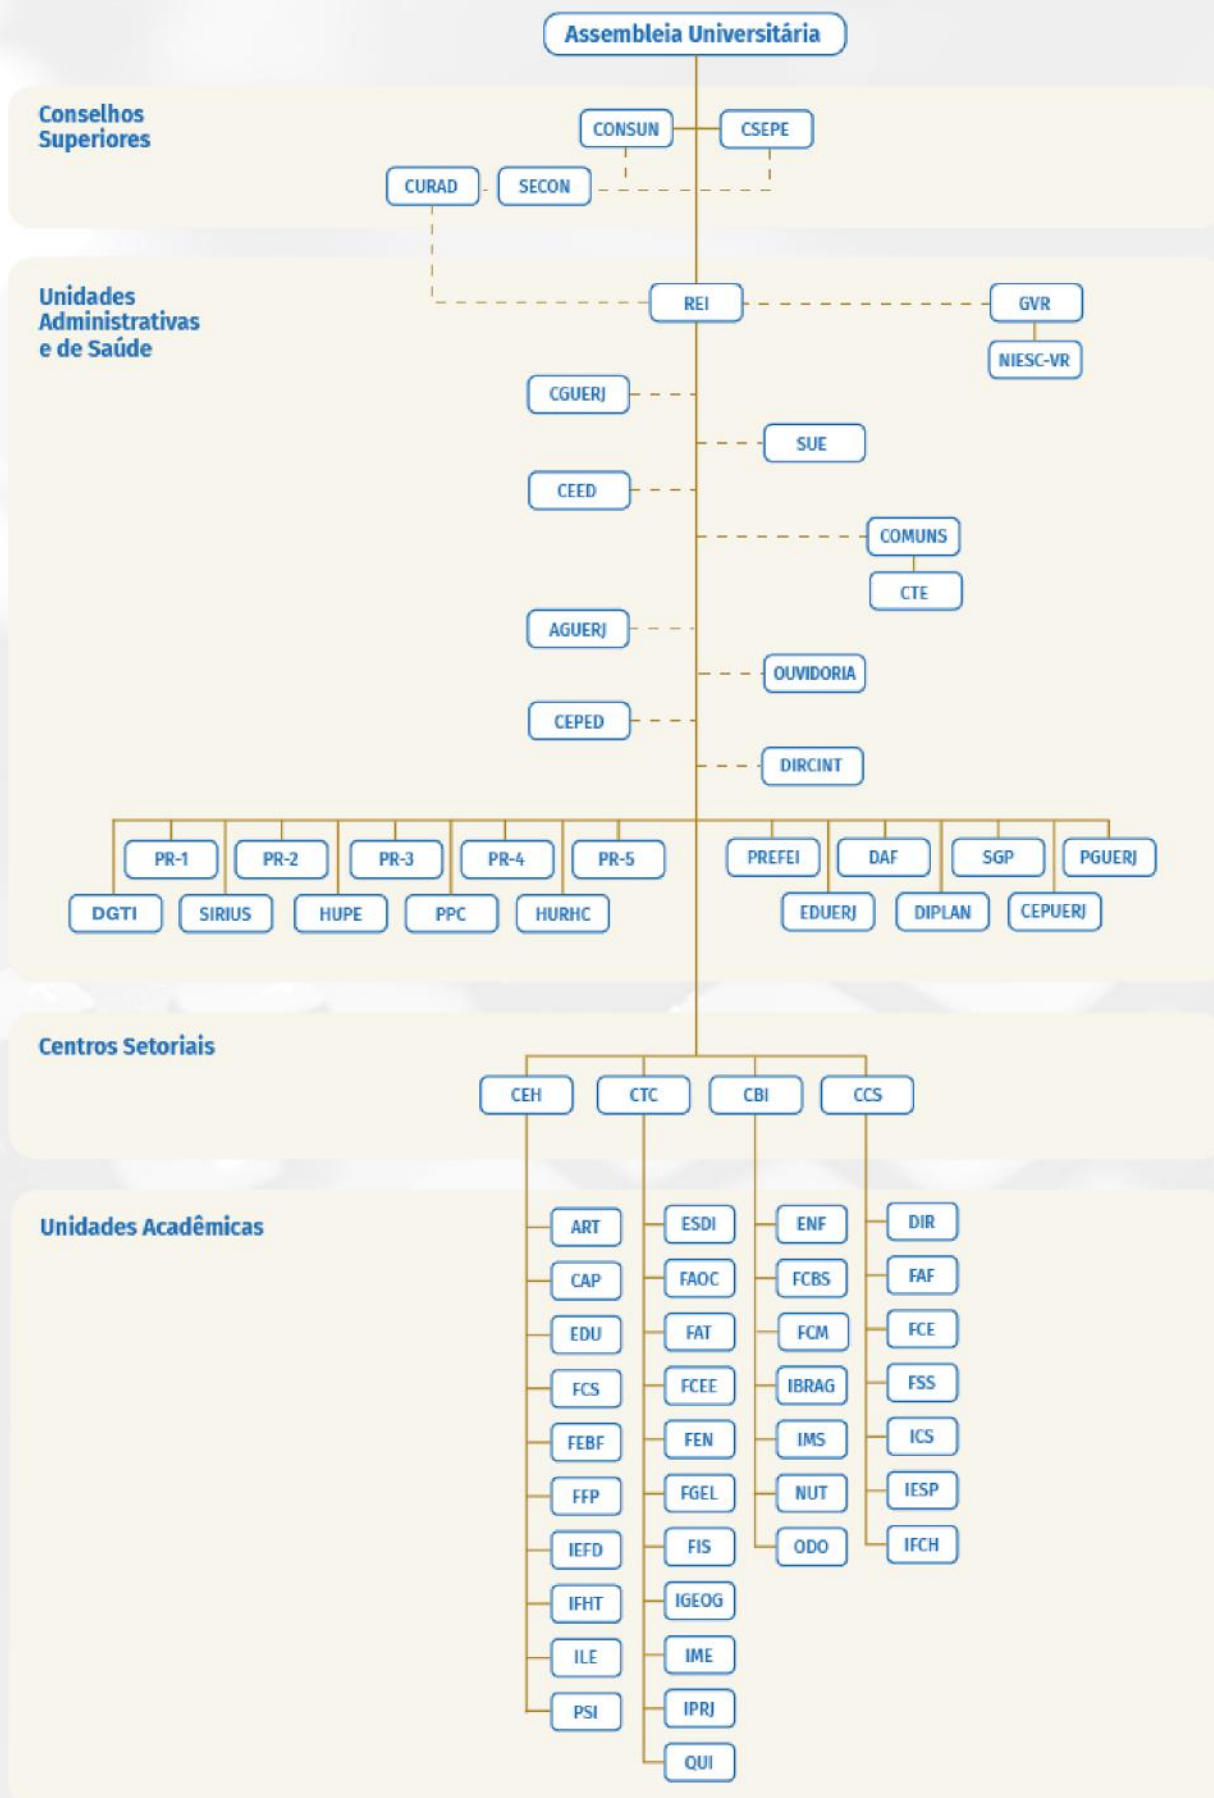 Assembleia Universitária
Conselhos
Superiores
CONSUN
CSEPE
CURAD
SECON
Unidades
Administrativas
e de Saúde
REI
GVR
NIESC-VR
CGUERJ
SUE
CEED
COMUNS
CTE
AGUERJ
OUVIDORIA
CEPED
DIRCINT
PR-1
PR-2
PR-3
PR-4
PR-5
PREFEI
DAF
SGP
PGUERJ
DGTI
SIRIUS
HUPE
PPC
HURHC
EDUERJ
DIPLAN
CEPUERJ
Centros Setoriais
CEH
CTC
CBI
CCS
Unidades Acadêmicas
ART
CAP
EDU
FCS
FEBF
FFP
IEFD
IFHT
ILE
PSI
ESDI
FAOC
FAT
FCEE
FEN
FGEL
FIS
IGEOG
IME
IPRJ
QUI
ENF
FCBS
FCM
IBRAG
IMS
NUT
ODO
DIR
FAF
FCE
FSS
ICS
IESP
IFCH